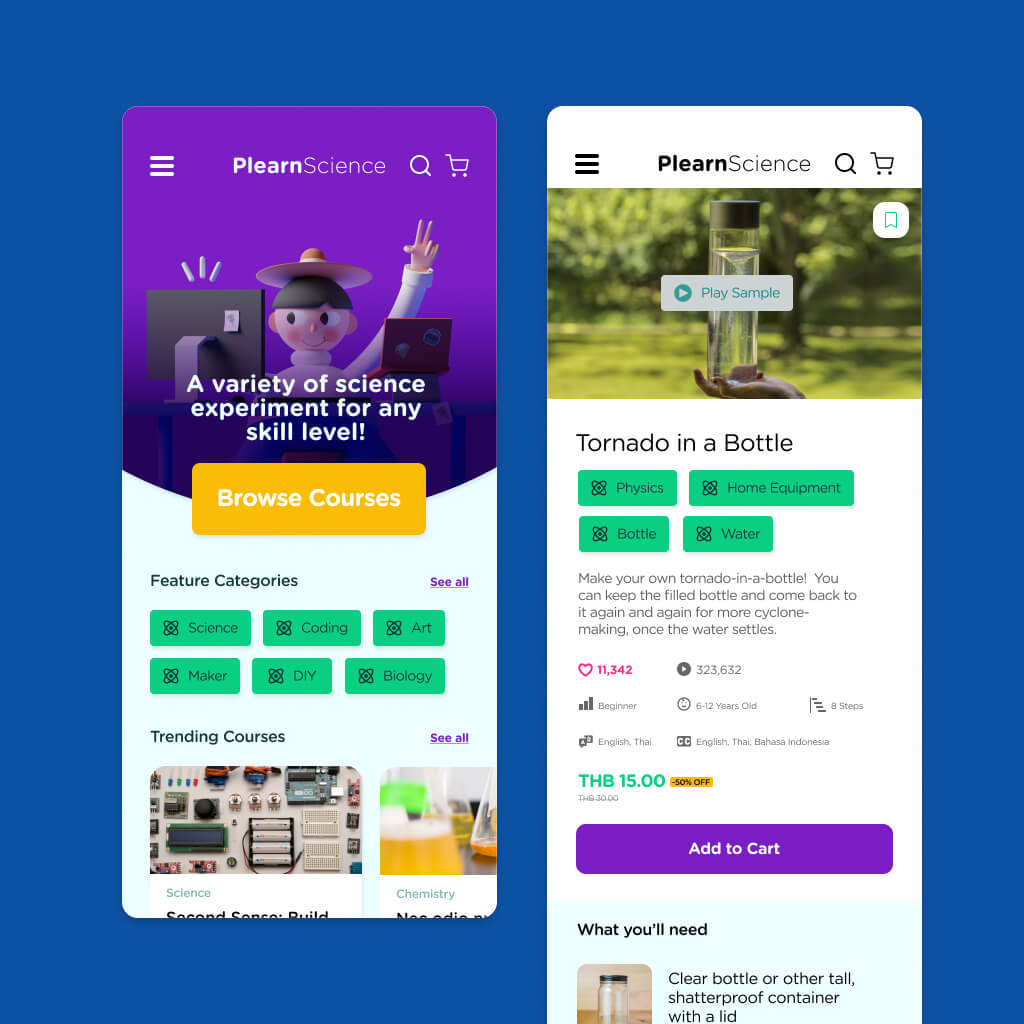 PlearnScience
A variety of science
experiment for any
skill level!
Browse Courses
Feature Categories
See all
Science
Coding
Art
Maker
DIY
Biology
Trending Courses
See all
Science
Second Sense: Build
Chemistry
Nec odio
PlearnScience
Play Sample
Tornado in a Bottle
Physics
Home Equipment
Bottle
Water
Make your own tornado-in-a-bottle! You
can keep the filled bottle and come back to
it again and again for more cyclone-
making, once the water settles.
11,342
323,632
Beginner
6-12 Years Old
8 Steps
English, Thai
CC
English, Thai, Bahasa Indonesia
THB 15.00
-50% OFF
THB 30.00
Add to Cart
What you’ll need
Clear bottle or other tall,
shatterproof container
with a lid